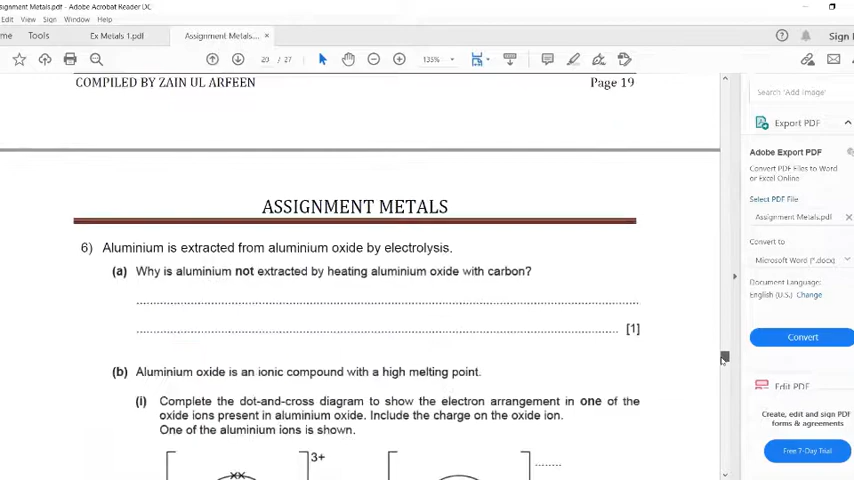 Assignment Metals.pdf - Adobe Acrobat Reader DC
Edit View Sign Window Help
Tools Ex Metals 1.pdf Assignment Metals... × Sign
20 / 27 135%
COMPILED BY ZAIN UL ARFEEN Page 19
ASSIGNMENT METALS
6) Aluminium is extracted from aluminium oxide by electrolysis.
(a) Why is aluminium not extracted by heating aluminium oxide with carbon?
[1]
(b) Aluminium oxide is an ionic compound with a high melting point.
(i) Complete the dot-and-cross diagram to show the electron arrangement in one of the
oxide ions present in aluminium oxide. Include the charge on the oxide ion.
One of the aluminium ions is shown.
3+
Search 'Add Image'
Export PDF
Adobe Export PDF
Convert PDF Files to Word
or Excel Online
Select PDF File
Assignment Metals.pdf ×
Convert to
Microsoft Word (*.docx)
Document Language:
English (U.S.) Change
Convert
Edit PDF
Create, edit and sign PDF
forms & agreements
Free 7-Day Trial